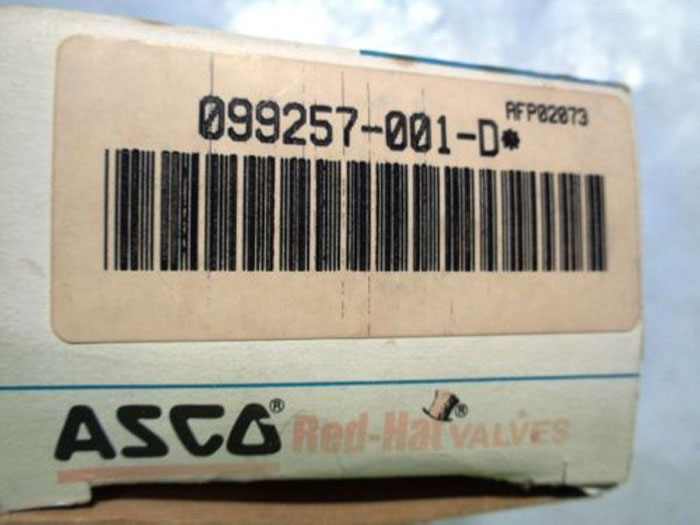 AFP02073
099257-001-D*
ASCO® Red-Hat® VALVES